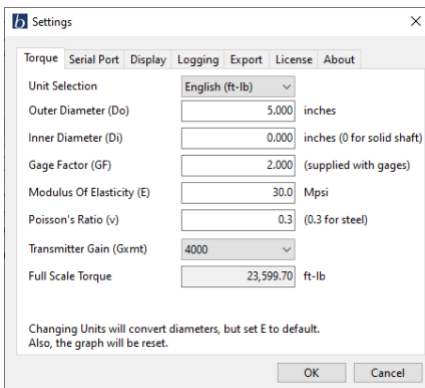 b Settings
Torque Serial Port Display Logging Export License About
Unit Selection English (ft-lb)
Outer Diameter (Do) 5.000 inches
Inner Diameter (Di) 0.000 inches (0 for solid shaft)
Gage Factor (GF) 2.000 (supplied with gages)
Modulus Of Elasticity (E) 30.0 Mpsi
Poisson's Ratio (v) 0.3 (0.3 for steel)
Transmitter Gain (Gxmt) 4000
Full Scale Torque 23,599.70 ft-lb
Changing Units will convert diameters, but set E to default.
Also, the graph will be reset.
OK Cancel